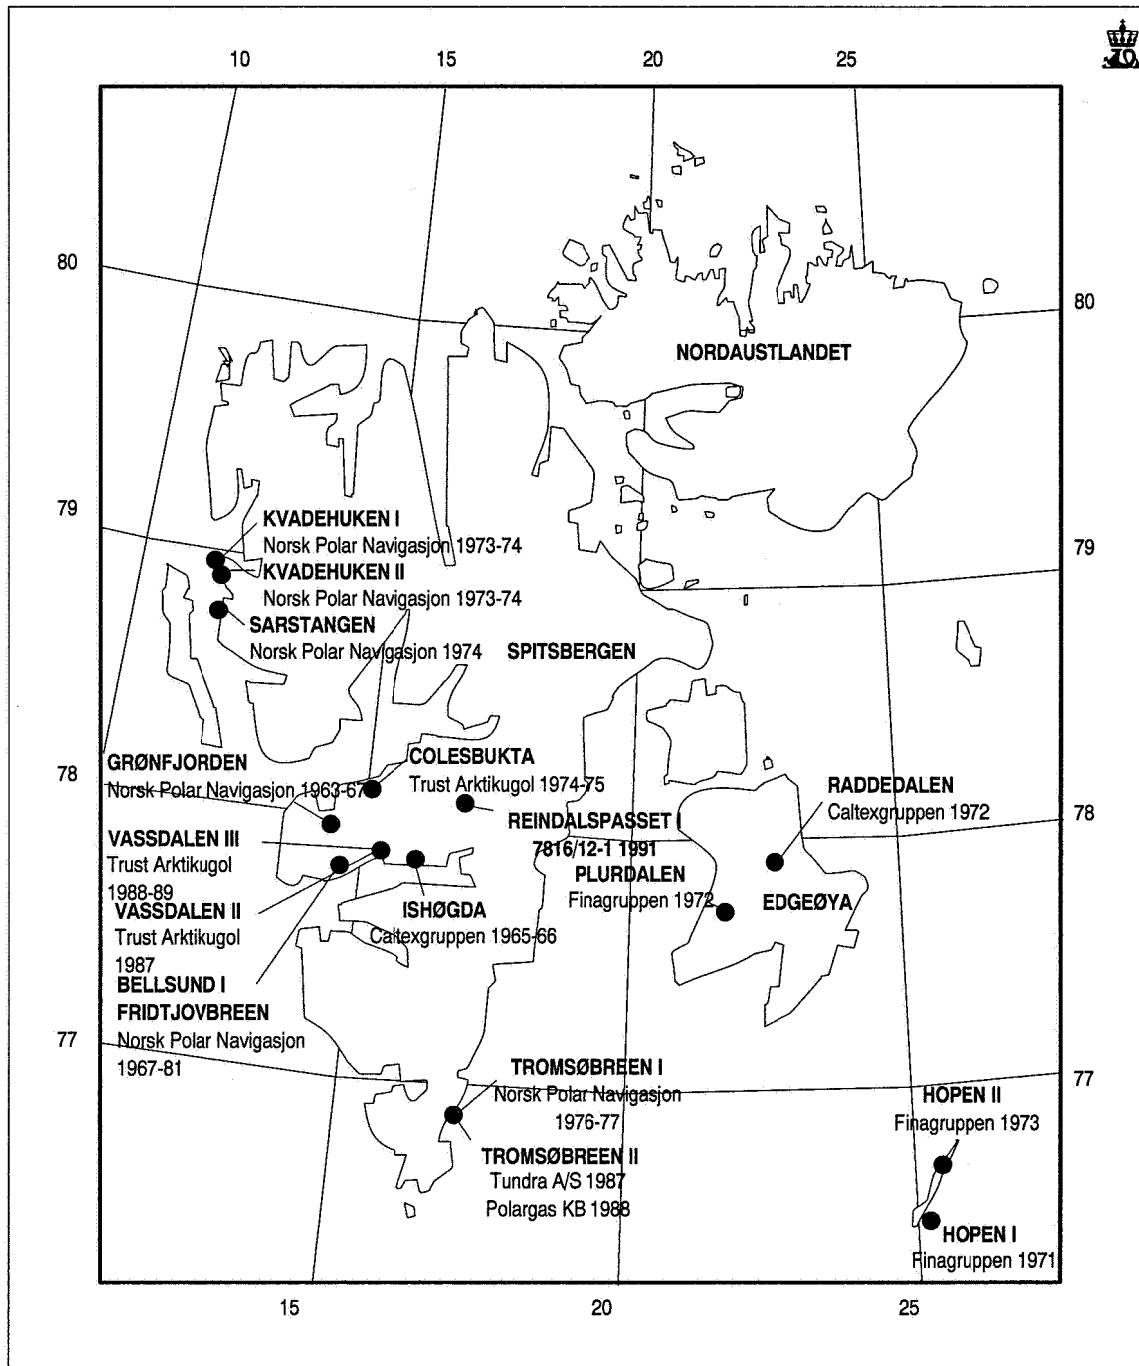 10 15 20 25
80
80
NORDAUSTLANDET
79
79
KVADEHUKEN I
Norsk Polar Navigasjon 1973-74
KVADEHUKEN II
Norsk Polar Navigasjon 1973-74
SARSTANGEN
Norsk Polar Navigasjon 1974
SPITSBERGEN
78
78
GRØNFJORDEN
Norsk Polar Navigasjon 1963-67
COLESBUKTA
Trust Arktikugol 1974-75
REINDALSPASSET I
7816/12-1 1991
RADDEDALEN
Caltexgruppen 1972
VASSDALEN III
Trust Arktikugol
1988-89
PLURDALEN
Finagruppen 1972
EDGEØYA
VASSDALEN II
Trust Arktikugol
1987
ISHØGDA
Caltexgruppen 1965-66
BELLSUND I
FRIDTJOVBREEN
Norsk Polar Navigasjon
1967-81
77
77
TROMSØBREEN I
Norsk Polar Navigasjon
1976-77
TROMSØBREEN II
Tundra A/S 1987
Polargas KB 1988
HOPEN II
Finagruppen 1973
HOPEN I
Finagruppen 1971
15 20 25